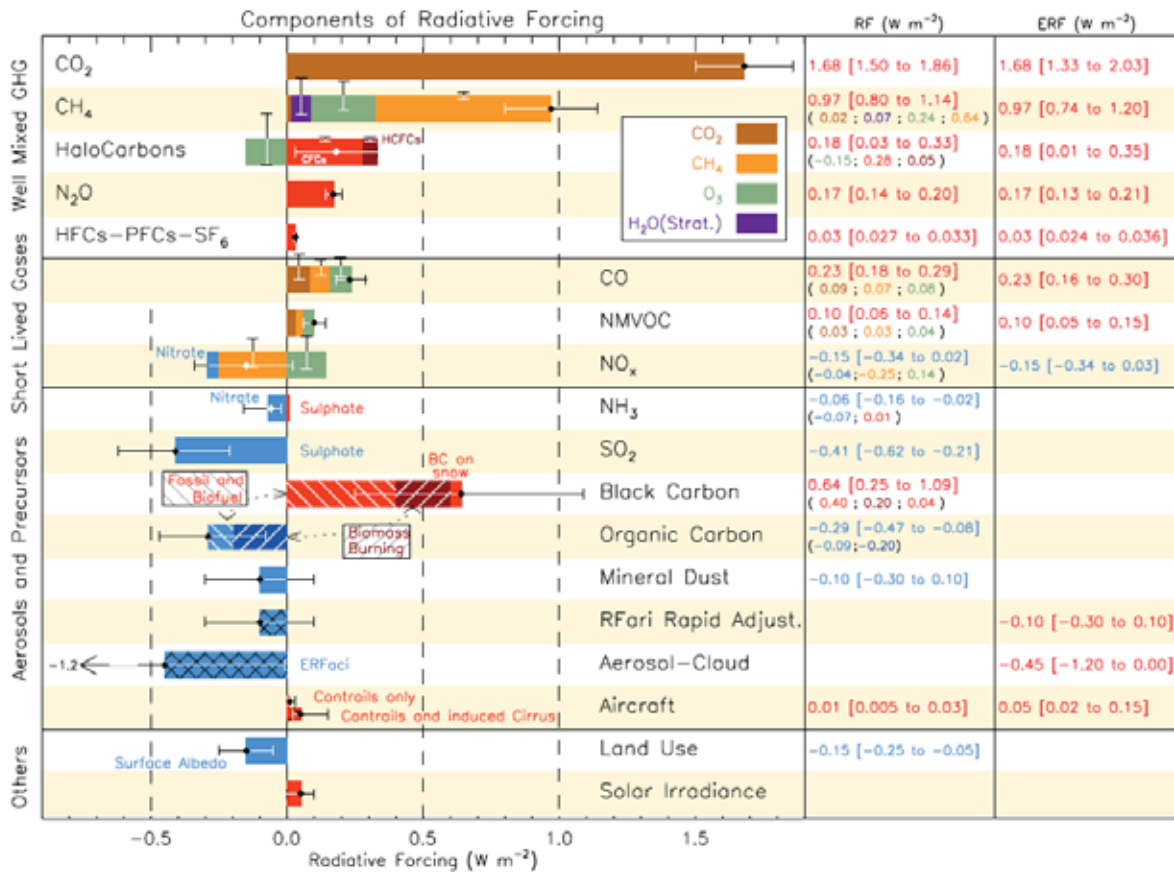 Components of Radiative Forcing
RF (W m⁻²)
ERF (W m⁻²)
Well Mixed GHG
CO₂
1.68 [1.50 to 1.86]
1.68 [1.33 to 2.03]
CH₄
0.97 [0.80 to 1.14]
( 0.02 ; 0.07 ; 0.24 ; 0.64 )
0.97 [0.74 to 1.20]
HaloCarbons
CFCs
HCFCs
0.18 [0.03 to 0.33]
(-0.15; 0.28 ; 0.05)
0.18 [0.01 to 0.35]
N₂O
0.17 [0.14 to 0.20]
0.17 [0.13 to 0.21]
HFCs-PFCs-SF₆
0.03 [0.027 to 0.033]
0.03 [0.024 to 0.036]
CO₂
CH₄
O₃
H₂O(Strat.)
Short Lived Gases
CO
0.23 [0.18 to 0.29]
( 0.09 ; 0.07 ; 0.08 )
0.23 [0.16 to 0.30]
NMVOC
0.10 [0.06 to 0.14]
( 0.03 ; 0.03 ; 0.04 )
0.10 [0.05 to 0.15]
Nitrate
NOₓ
-0.15 [-0.34 to 0.02]
(-0.04;-0.25; 0.14 )
-0.15 [-0.34 to 0.03]
Aerosols and Precursors
Nitrate
Sulphate
NH₃
-0.06 [-0.16 to -0.02]
(-0.07; 0.01)
Sulphate
SO₂
-0.41 [-0.62 to -0.21]
Fossil and
Biofuel
BC on
snow
Black Carbon
0.64 [0.25 to 1.09]
( 0.40; 0.20 ; 0.04 )
Biomass
Burning
Organic Carbon
-0.29 [-0.47 to -0.08]
(-0.09;-0.20)
Mineral Dust
-0.10 [-0.30 to 0.10]
RFari Rapid Adjust.
-0.10 [-0.30 to 0.10]
-1.2
ERFaci
Aerosol-Cloud
-0.45 [-1.20 to 0.00]
Contrails only
Contrails and induced Cirrus
Aircraft
0.01 [0.005 to 0.03]
0.05 [0.02 to 0.15]
Others
Surface Albedo
Land Use
-0.15 [-0.25 to -0.05]
Solar Irradiance
-0.5
0.0
0.5
1.0
1.5
Radiative Forcing (W m⁻²)